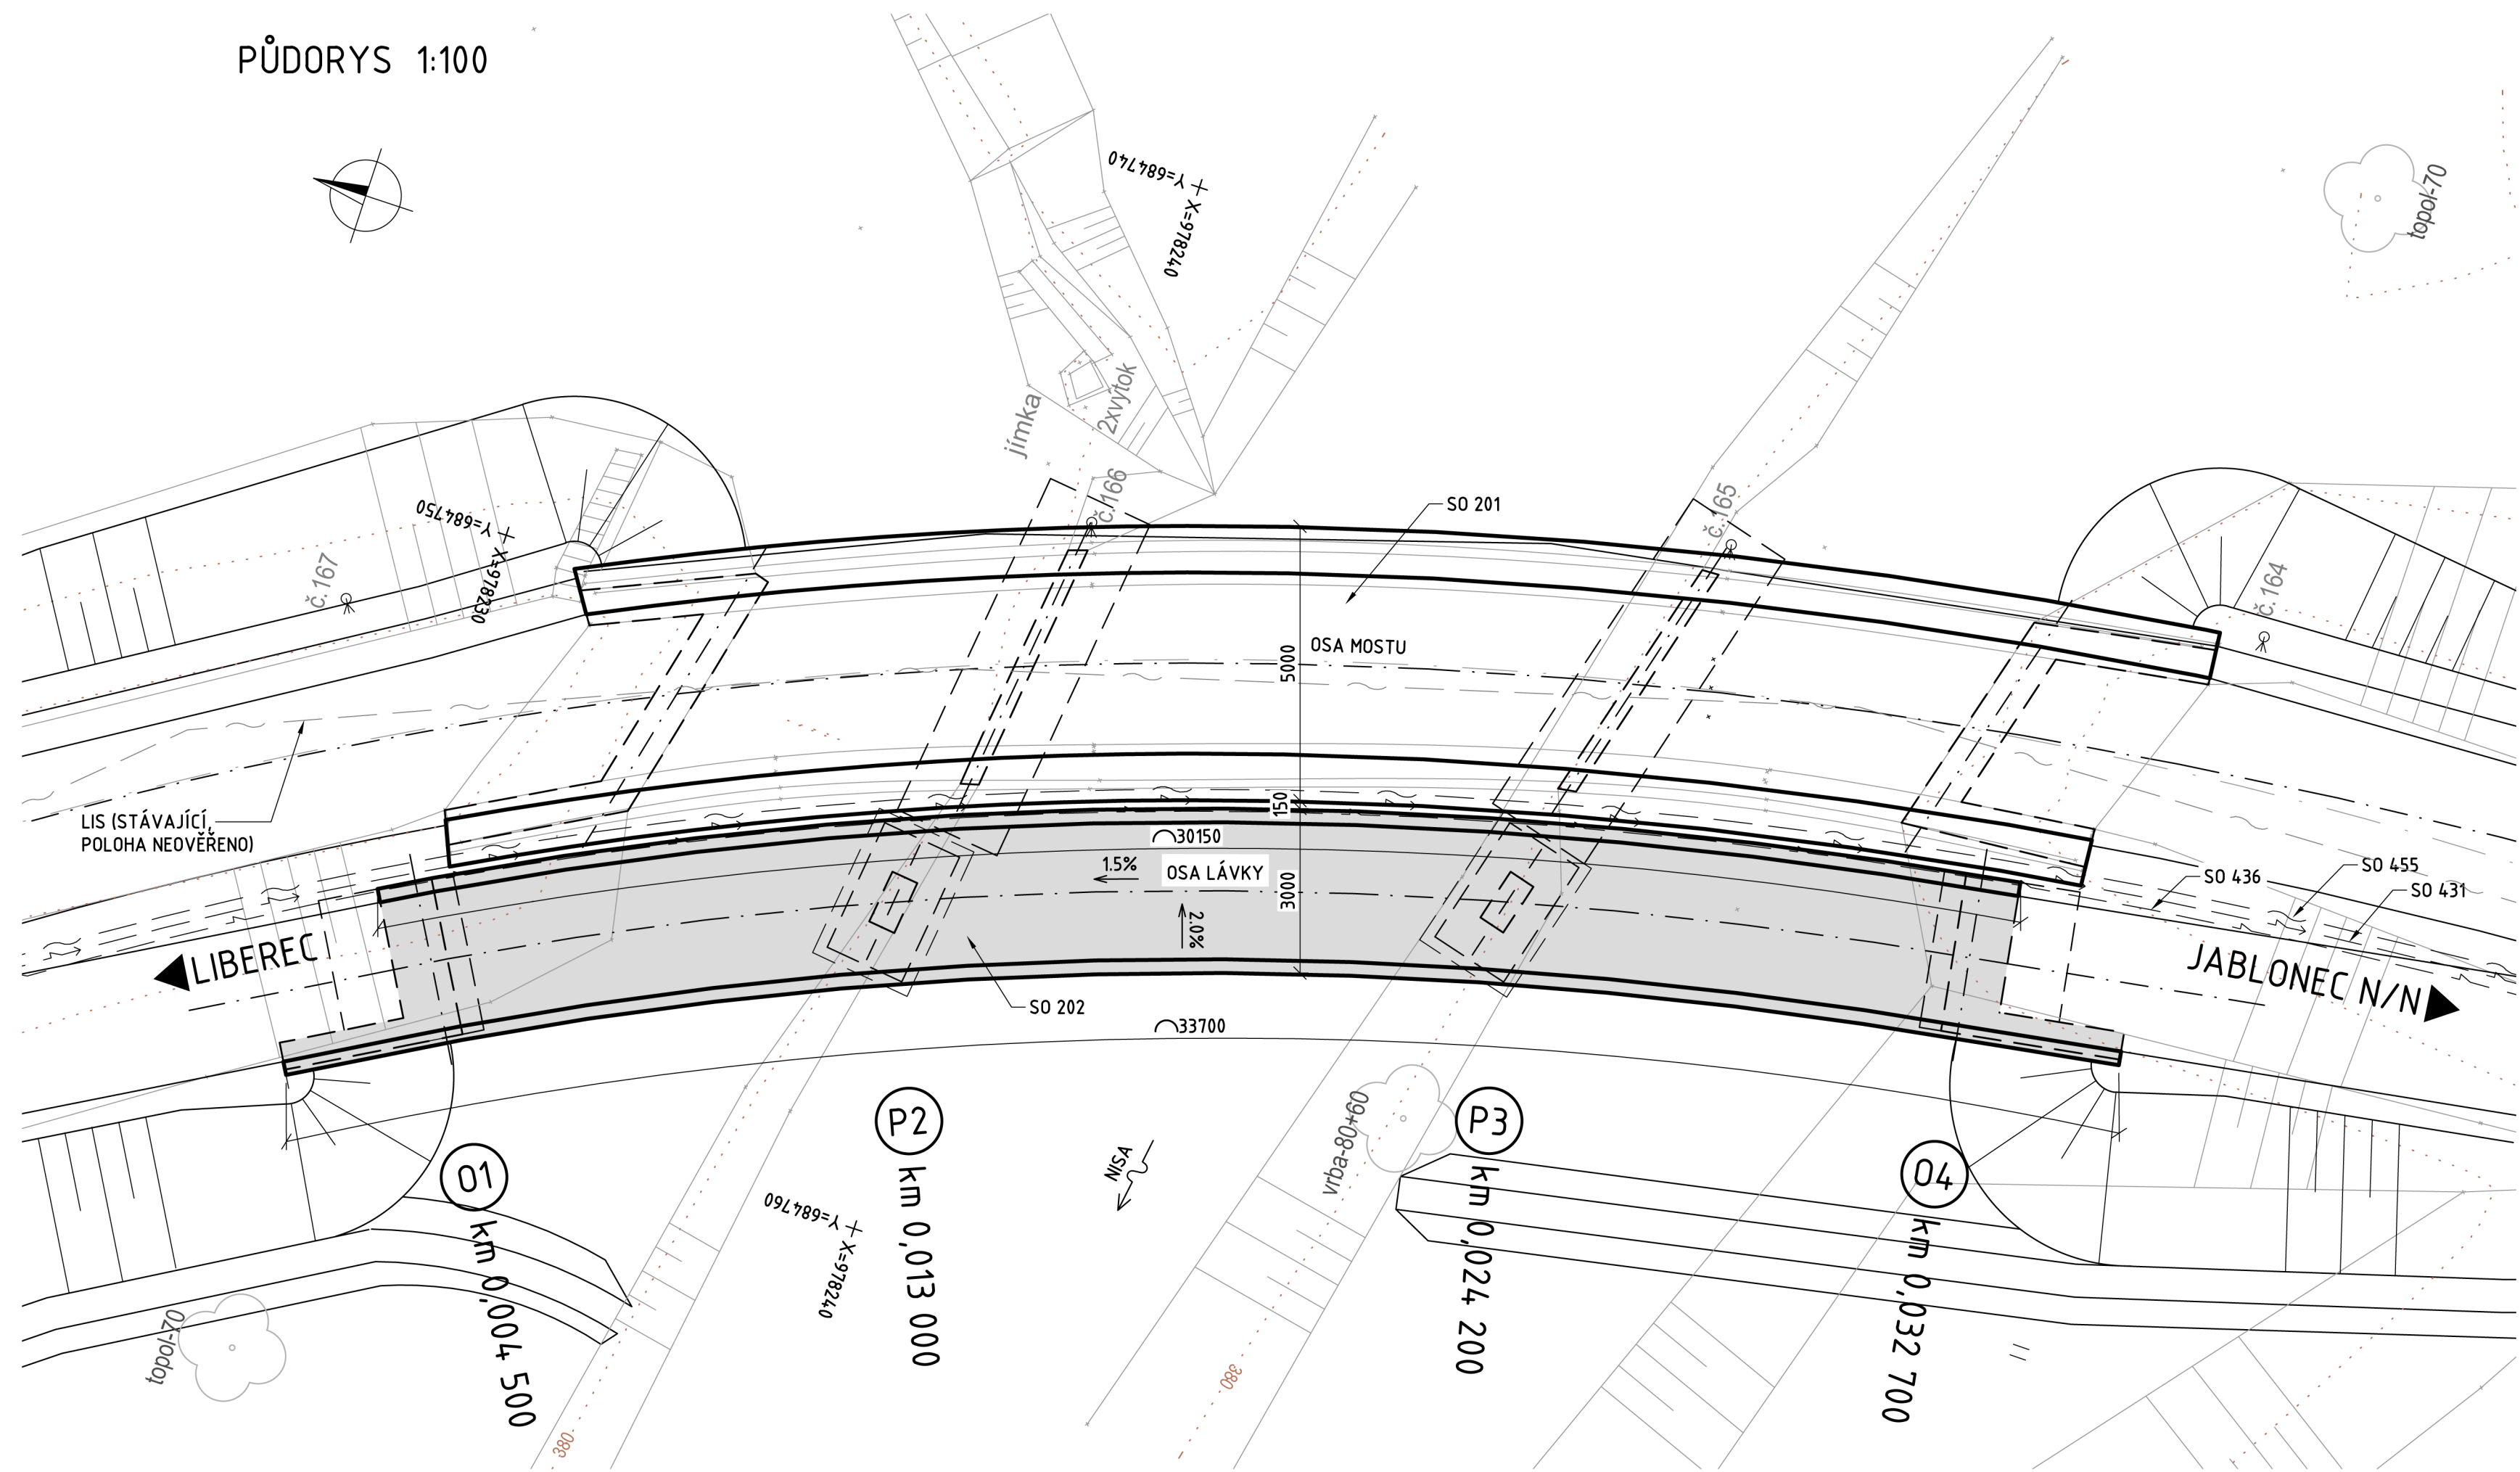 PŮDORYS 1:100
Y=684740
X=978240
topol-70
jímka
2xvýtok
č.166
č.165
SO 201
Y=684750
X=978230
č.167
č.164
OSA MOSTU
5000
LIS (STÁVAJÍCÍ,
POLOHA NEOVĚŘENO)
150
30150
1.5%
OSA LÁVKY
3000
2.0%
SO 436
SO 455
SO 431
LIBEREC
JABLONEC N/N
SO 202
33700
O1
km 0,004 500
P2
km 0,013 000
P3
km 0,024 200
O4
km 0,032 700
NISA
vrba-80+60
Y=684760
X=978240
topol-70
380
380